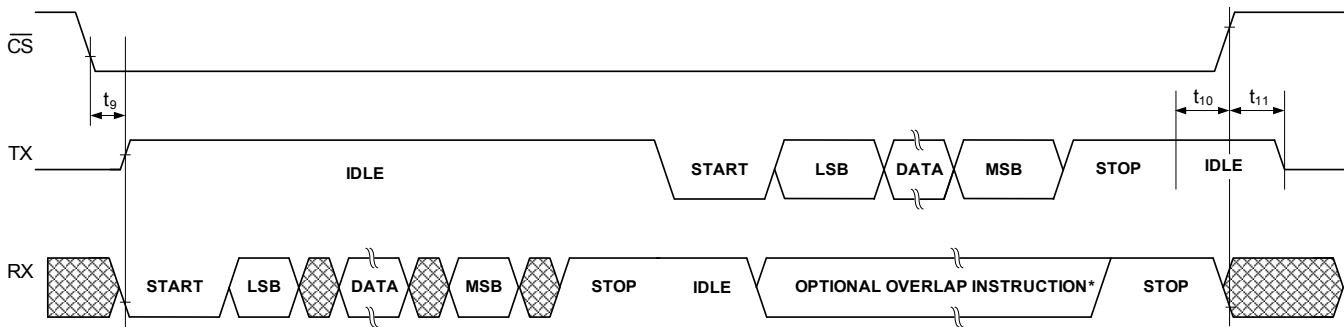 C̅S̅
t9
t10 t11
TX IDLE START LSB DATA MSB STOP IDLE
RX START LSB DATA MSB STOP IDLE OPTIONAL OVERLAP INSTRUCTION* STOP